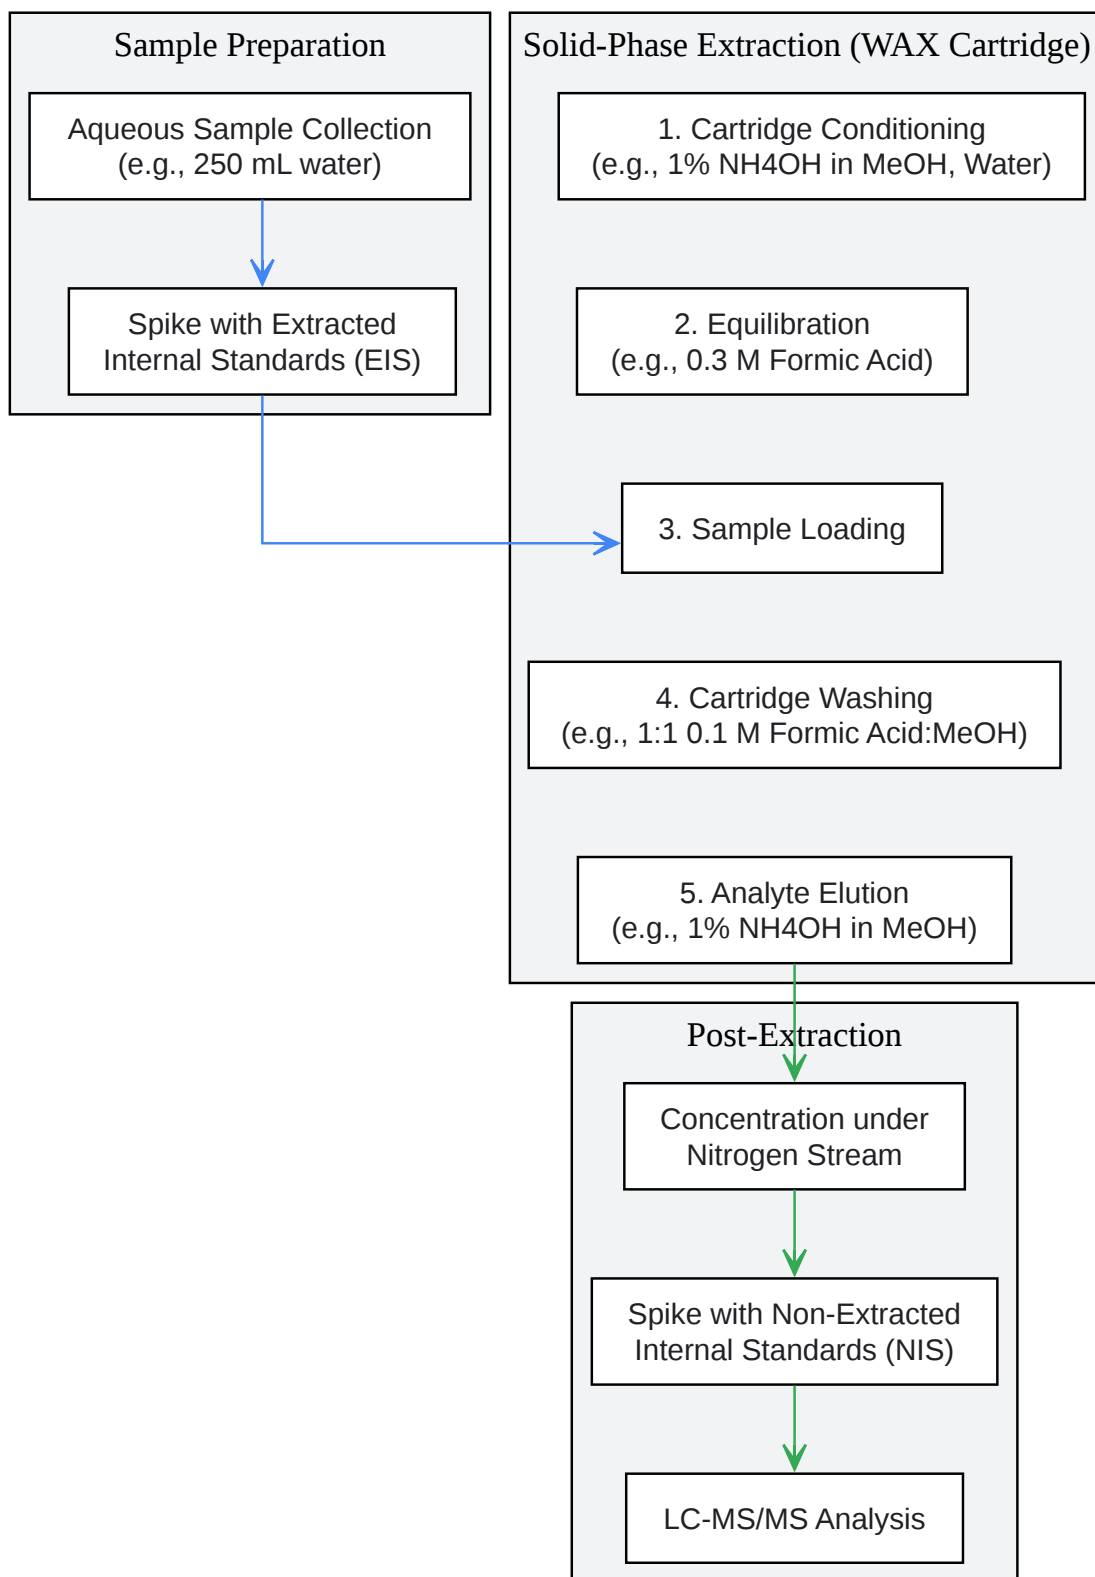 Sample Preparation
Aqueous Sample Collection
(e.g., 250 mL water)
Spike with Extracted
Internal Standards (EIS)
Solid-Phase Extraction (WAX Cartridge)
1. Cartridge Conditioning
(e.g., 1% NH4OH in MeOH, Water)
2. Equilibration
(e.g., 0.3 M Formic Acid)
3. Sample Loading
4. Cartridge Washing
(e.g., 1:1 0.1 M Formic Acid:MeOH)
5. Analyte Elution
(e.g., 1% NH4OH in MeOH)
Post-Extraction
Concentration under
Nitrogen Stream
Spike with Non-Extracted
Internal Standards (NIS)
LC-MS/MS Analysis